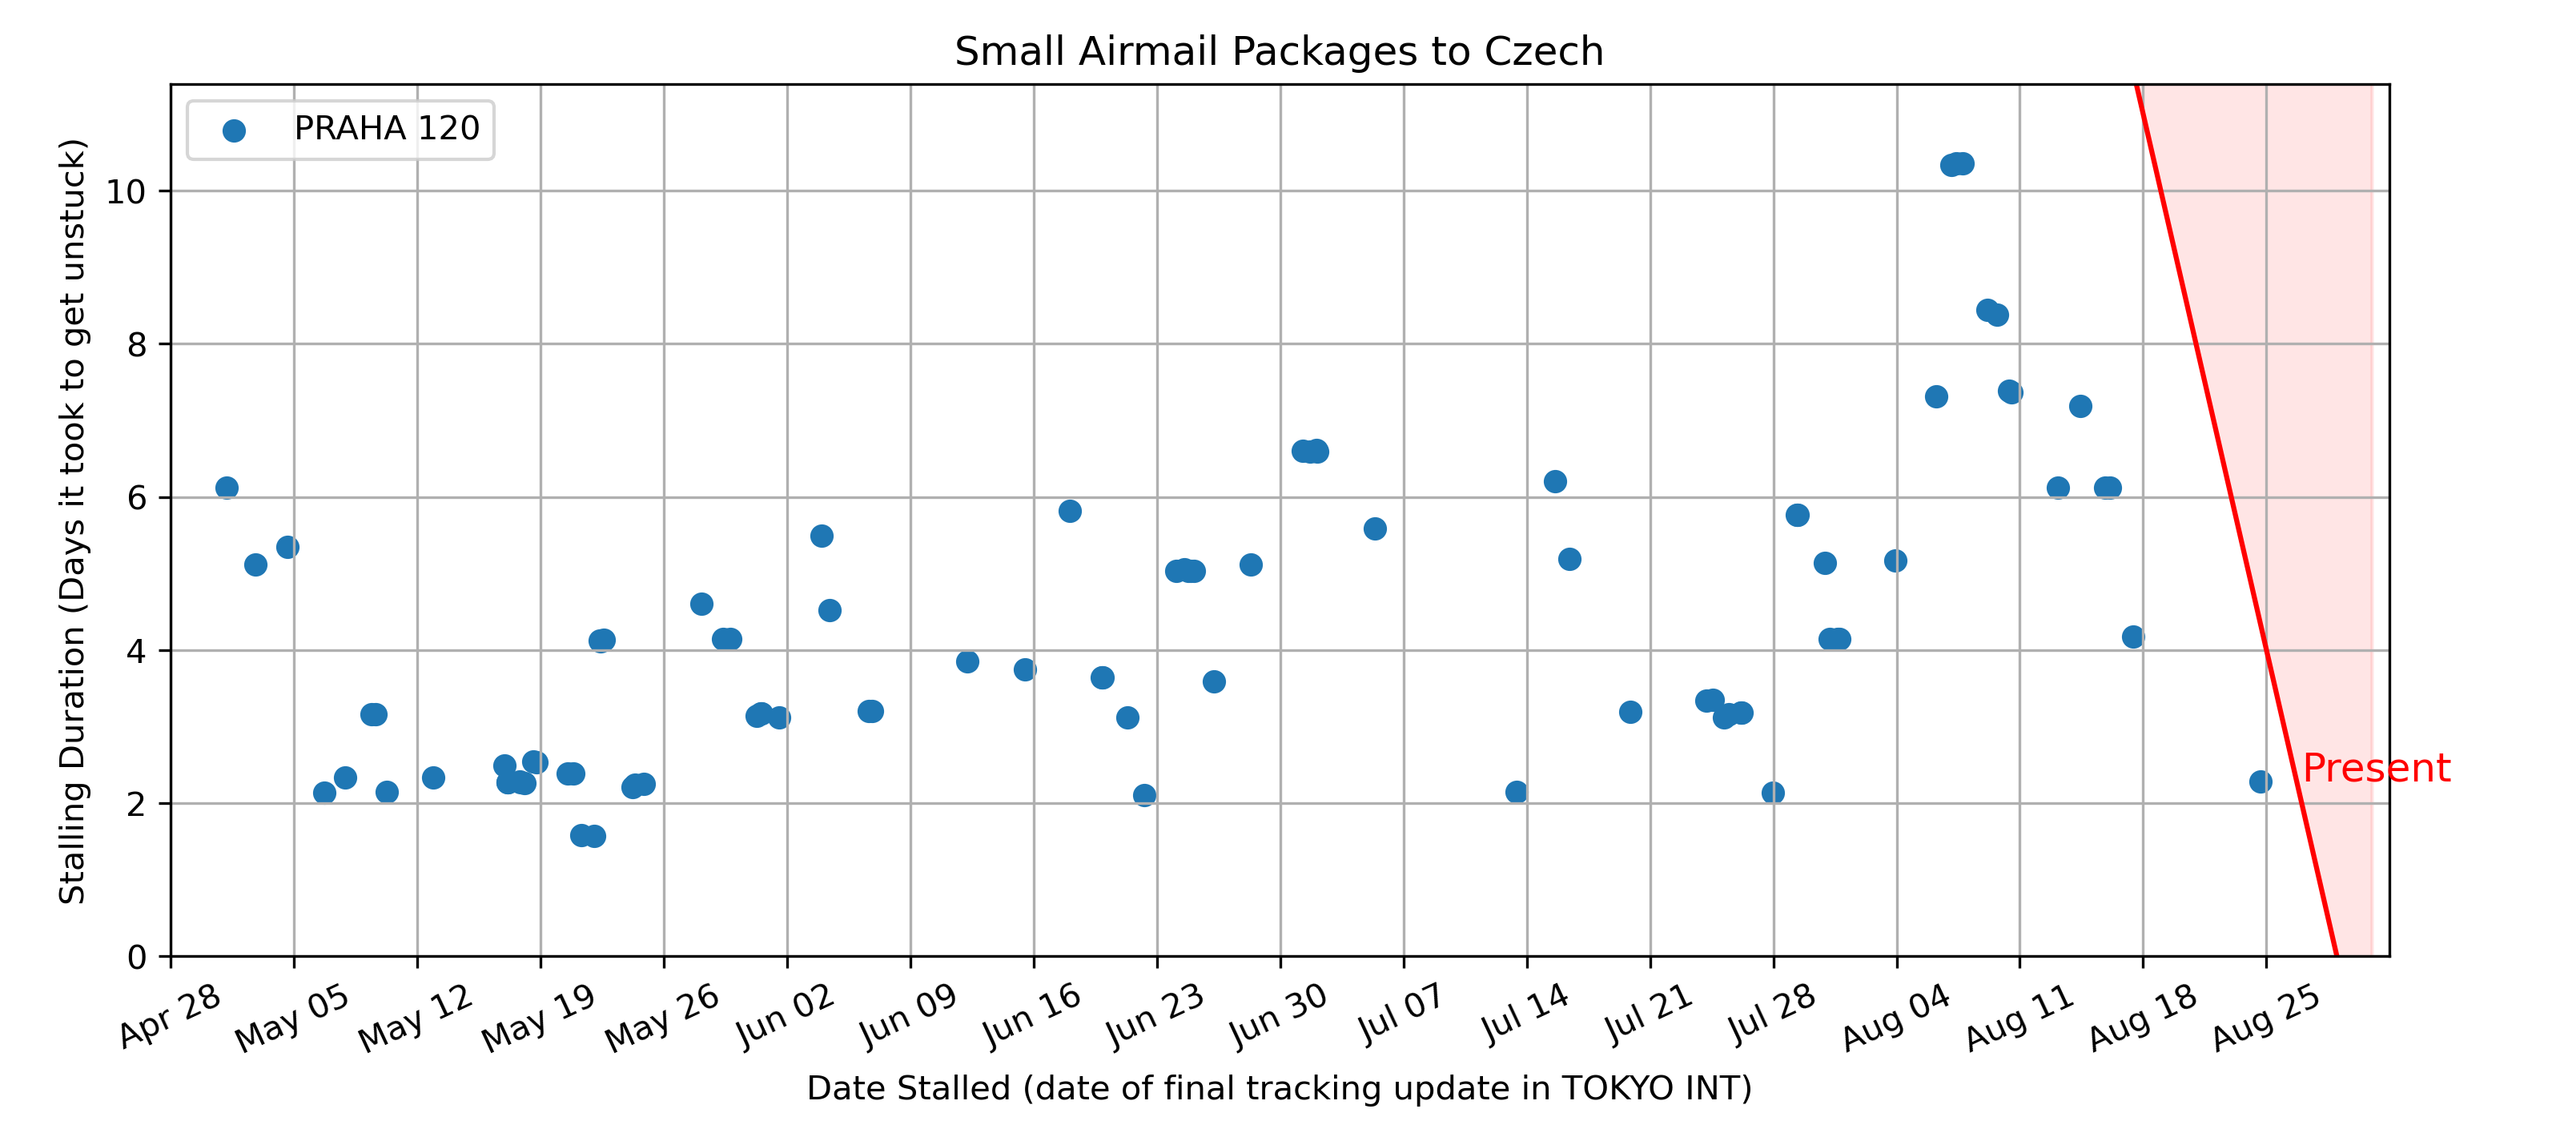 Small Airmail Packages to Czech
PRAHA 120
Stalling Duration (Days it took to get unstuck)
10
8
6
4
2
0
Present
Apr 28
May 05
May 12
May 19
May 26
Jun 02
Jun 09
Jun 16
Jun 23
Jun 30
Jul 07
Jul 14
Jul 21
Jul 28
Aug 04
Aug 11
Aug 18
Aug 25
Date Stalled (date of final tracking update in TOKYO INT)